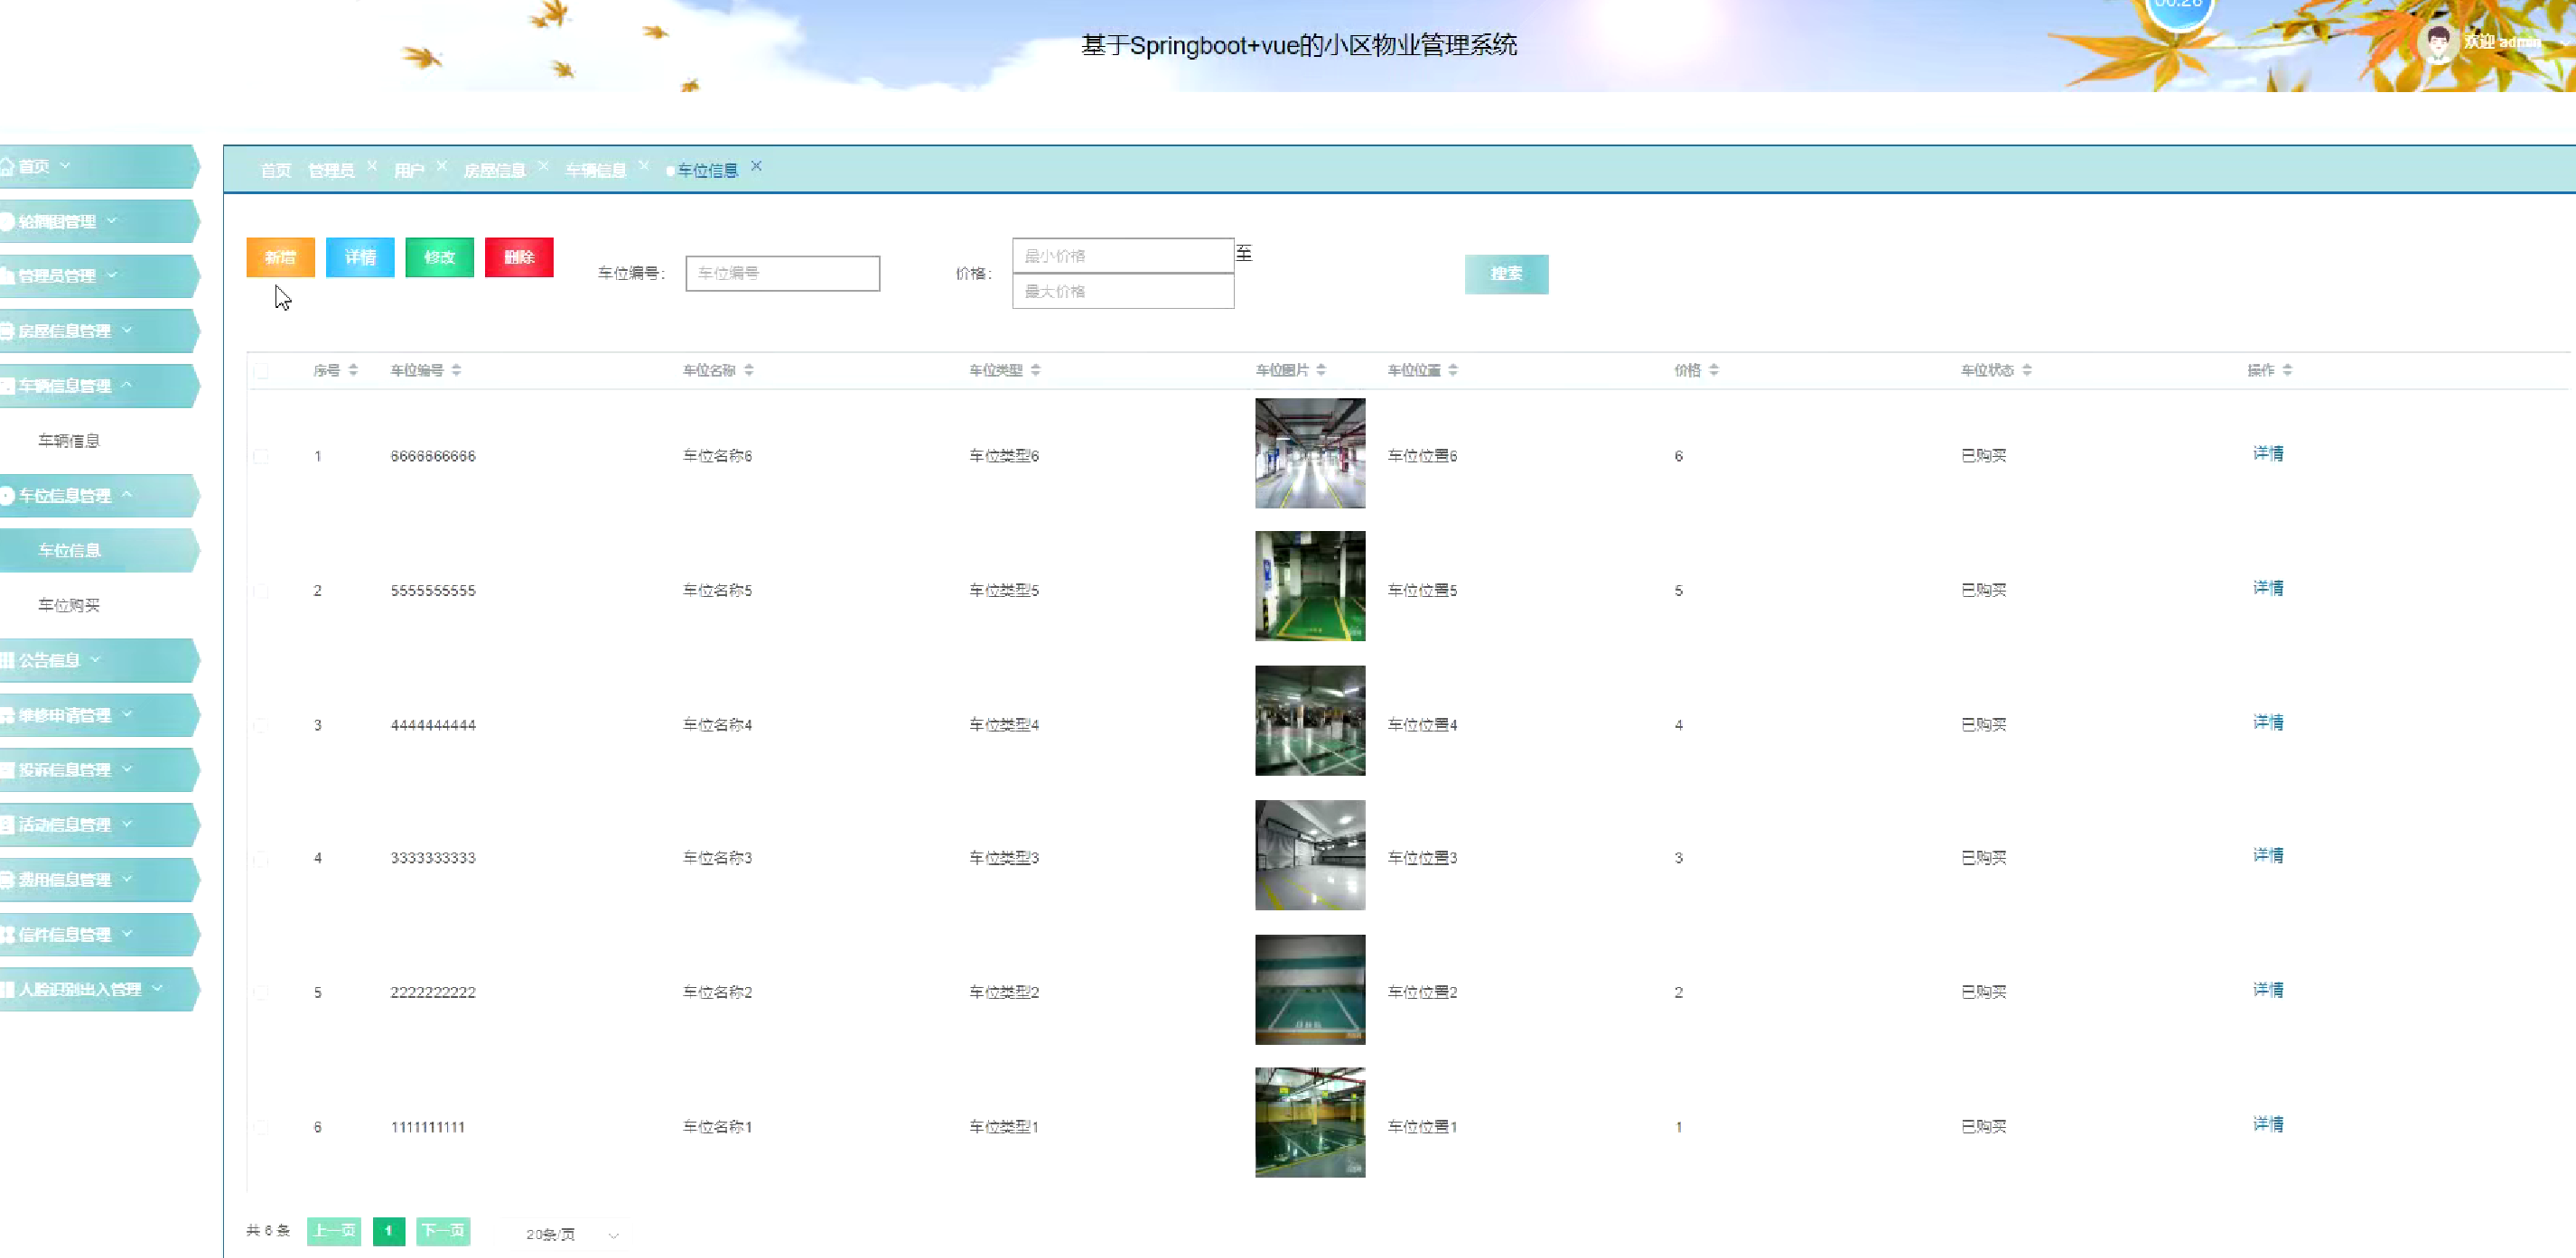 00:26
基于Springboot+vue的小区物业管理系统
欢迎 admin
首页
轮播图管理
管理员管理
房屋信息管理
车辆信息管理
车辆信息
车位信息管理
车位信息
车位购买
公告信息
维修申请管理
投诉信息管理
活动信息管理
费用信息管理
信件信息管理
人脸识别出入管理
首页 管理员 用户 房屋信息 车辆信息 车位信息
新增 详情 修改 删除 车位编号： 车位编号 价格： 最小价格 至
最大价格
搜索
序号 车位编号 车位名称 车位类型 车位图片 车位位置 价格 车位状态 操作
1 6666666666 车位名称6 车位类型6 车位位置6 6 已购买 详情
2 5555555555 车位名称5 车位类型5 车位位置5 5 已购买 详情
3 4444444444 车位名称4 车位类型4 车位位置4 4 已购买 详情
4 3333333333 车位名称3 车位类型3 车位位置3 3 已购买 详情
5 2222222222 车位名称2 车位类型2 车位位置2 2 已购买 详情
6 1111111111 车位名称1 车位类型1 车位位置1 1 已购买 详情
共 6 条 上一页 1 下一页 20条/页